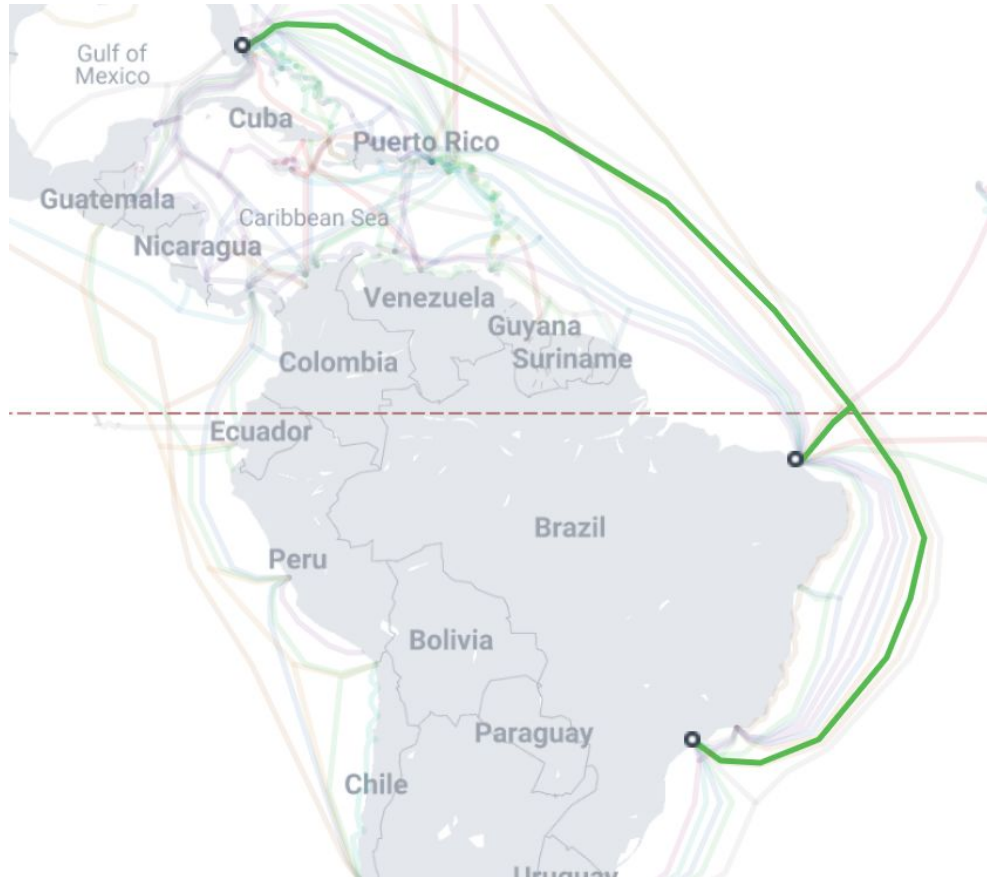 Gulf of
Mexico
Cuba
Puerto Rico
Guatemala
Caribbean Sea
Nicaragua
Venezuela
Guyana
Suriname
Colombia
Ecuador
Brazil
Peru
Bolivia
Paraguay
Chile
Uruguay